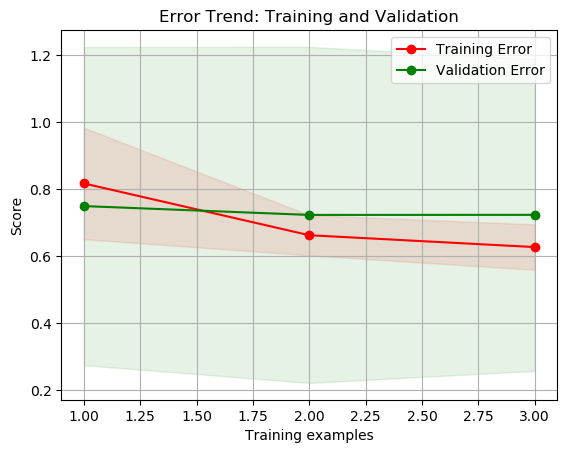 Error Trend: Training and Validation
Training Error
Validation Error
Score
1.2
1.0
0.8
0.6
0.4
0.2
1.00 1.25 1.50 1.75 2.00 2.25 2.50 2.75 3.00
Training examples